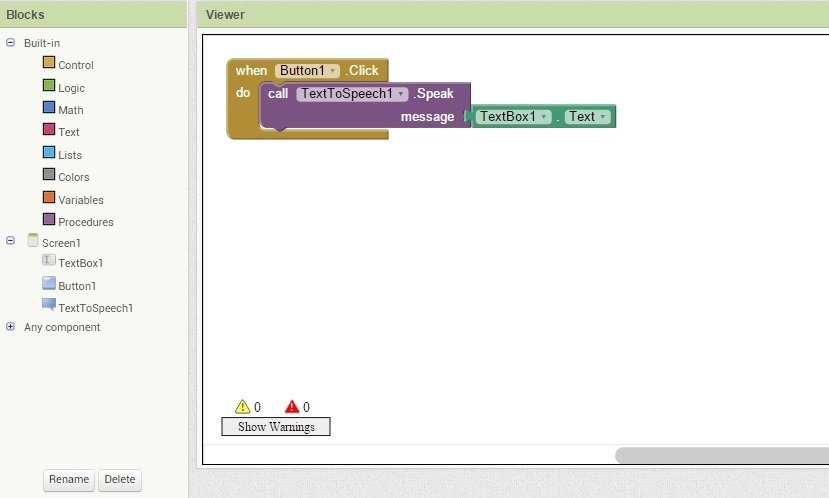 Blocks
Built-in
Control
Logic
Math
Text
Lists
Colors
Variables
Procedures
Screen1
TextBox1
Button1
TextToSpeech1
Any component
Rename Delete
Viewer
when Button1 .Click
do call TextToSpeech1 .Speak
message TextBox1 . Text
0 0
Show Warnings